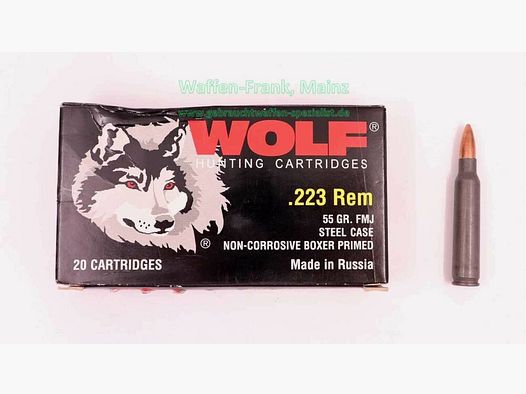 Waffen-Frank, Mainz
www.gebrauchtwaffen-spezialist.de
WOLF®
HUNTING CARTRIDGES
.223 Rem
55 GR. FMJ
STEEL CASE
® NON-CORROSIVE BOXER PRIMED
20 CARTRIDGES Made in Russia